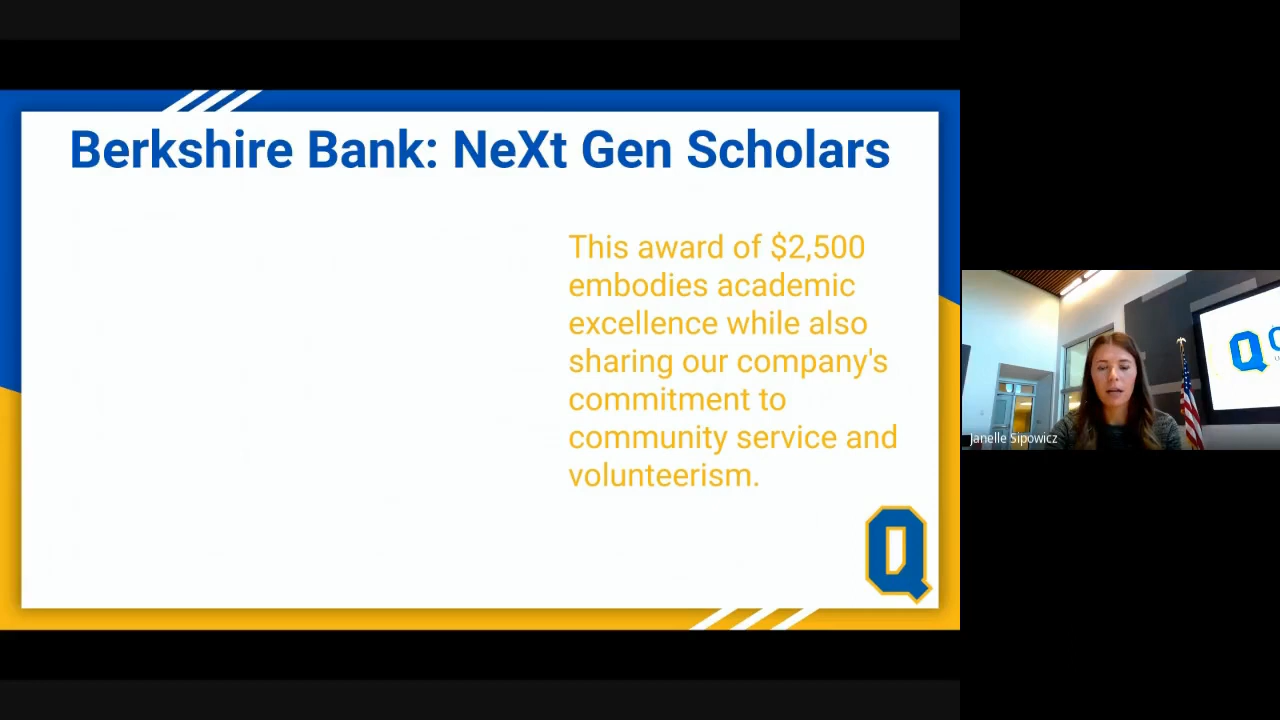 Berkshire Bank: NeXt Gen Scholars
This award of $2,500
embodies academic
excellence while also
sharing our company's
commitment to
community service and
volunteerism.
Q
Q
Janelle Sipowicz